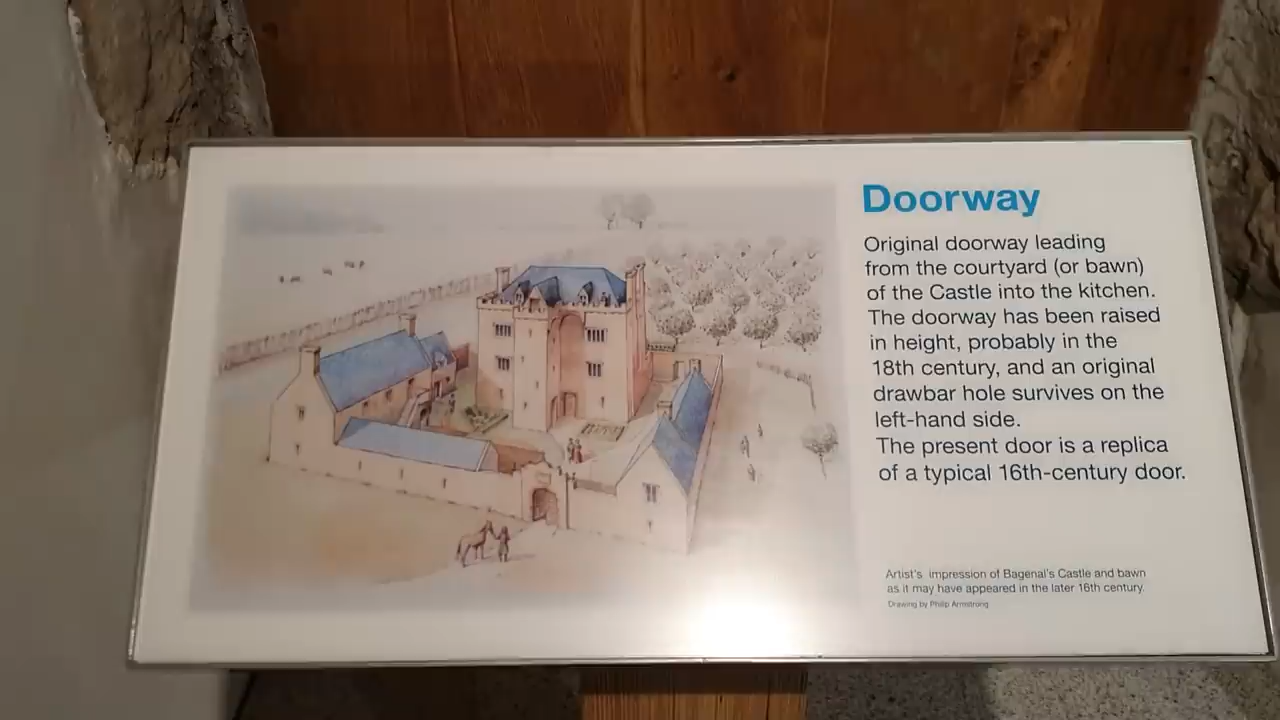 Doorway
Original doorway leading
from the courtyard (or bawn)
of the Castle into the kitchen.
The doorway has been raised
in height, probably in the
18th century, and an original
drawbar hole survives on the
left-hand side.
The present door is a replica
of a typical 16th-century door.
Artist's impression of Bagenal's Castle and bawn
as it may have appeared in the later 16th century.
Drawing by Philip Armstrong